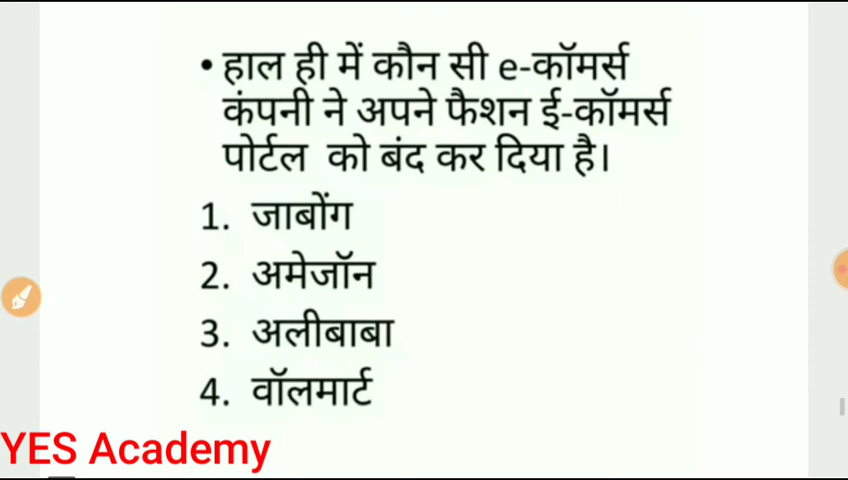 • हाल ही में कौन सी e-कॉमर्स
कंपनी ने अपने फैशन ई-कॉमर्स
पोर्टल को बंद कर दिया है।
1. जाबोंग
2. अमेजॉन
3. अलीबाबा
4. वॉलमार्ट
YES Academy